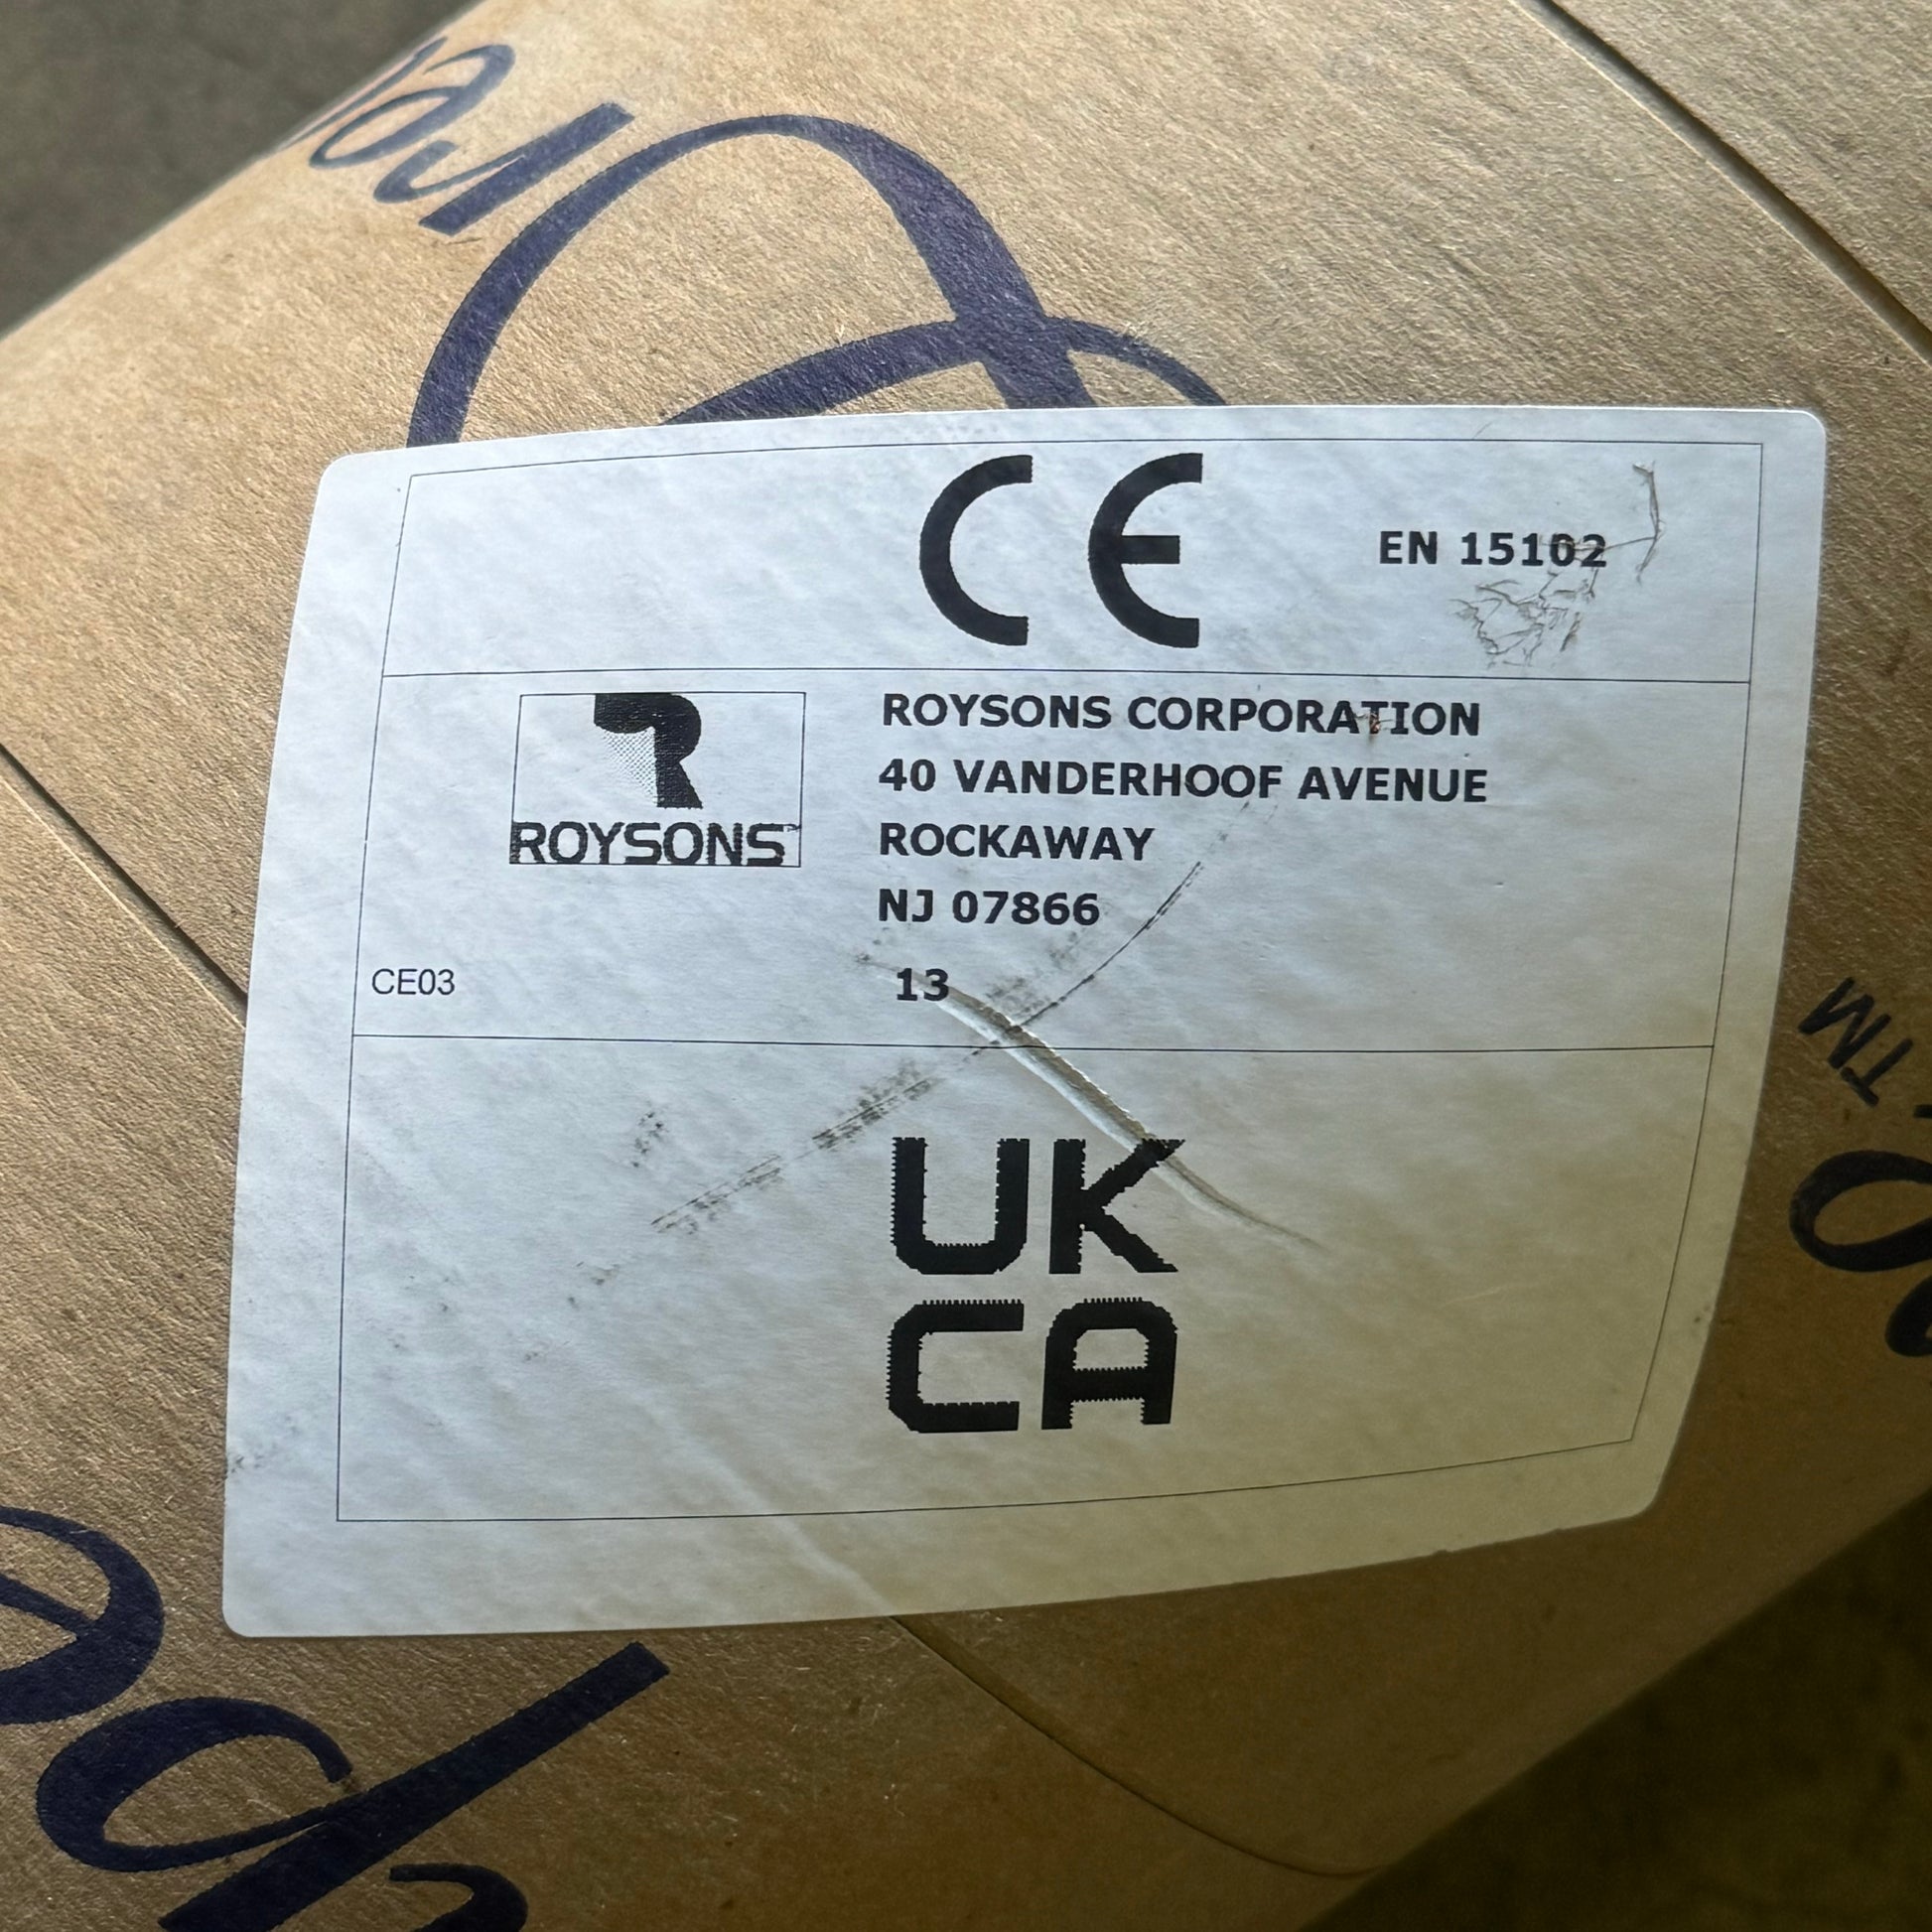 CE
EN 15102
ROYSONS
ROYSONS CORPORATION
40 VANDERHOOF AVENUE
ROCKAWAY
NJ 07866
CE03
13
UK
CA
TM